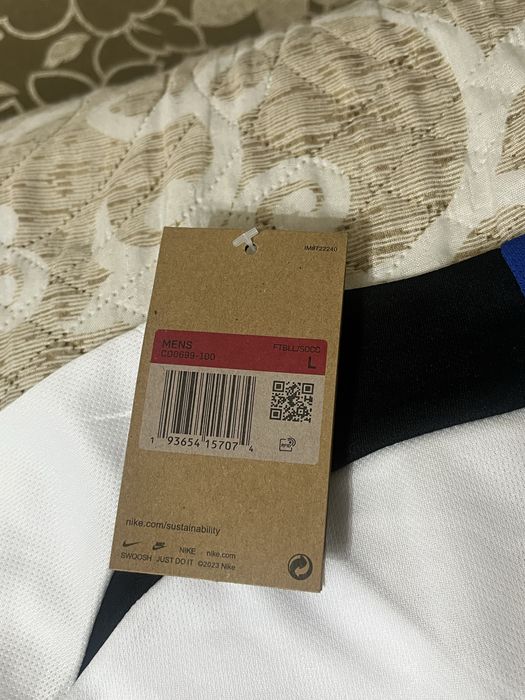 IM8T22240
MENS FTBLL/SOCC
CD0699-100 L
1 93654 15707 4
nike.com/sustainability
NIKE nike.com
SWOOSH JUST DO IT ©2023 Nike